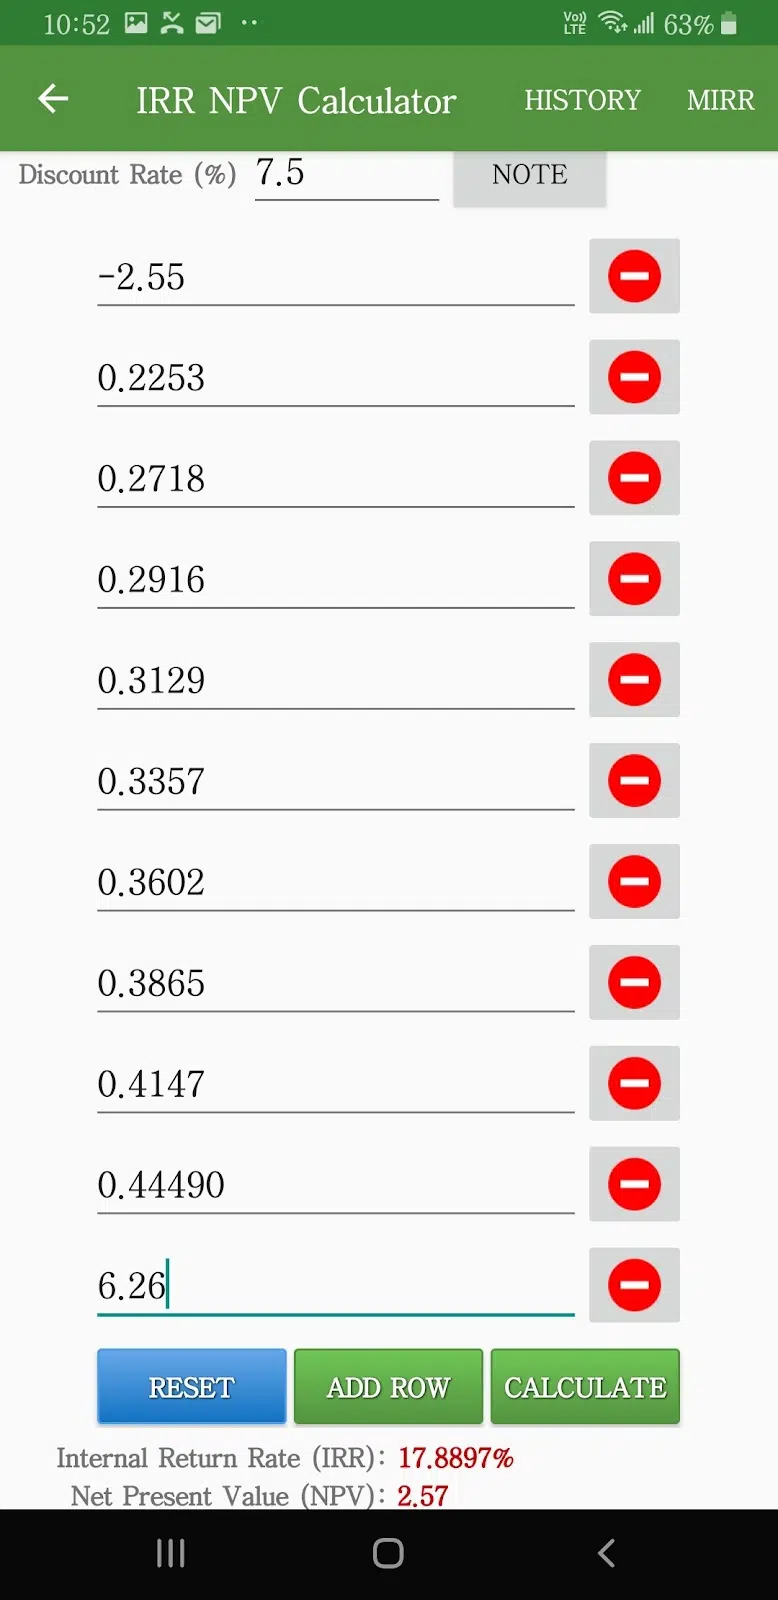 10:52 Vo)) LTE 63%
IRR NPV Calculator HISTORY MIRR
Discount Rate (%) 7.5 NOTE
-2.55
0.2253
0.2718
0.2916
0.3129
0.3357
0.3602
0.3865
0.4147
0.44490
6.26
RESET ADD ROW CALCULATE
Internal Return Rate (IRR): 17.8897%
Net Present Value (NPV): 2.57